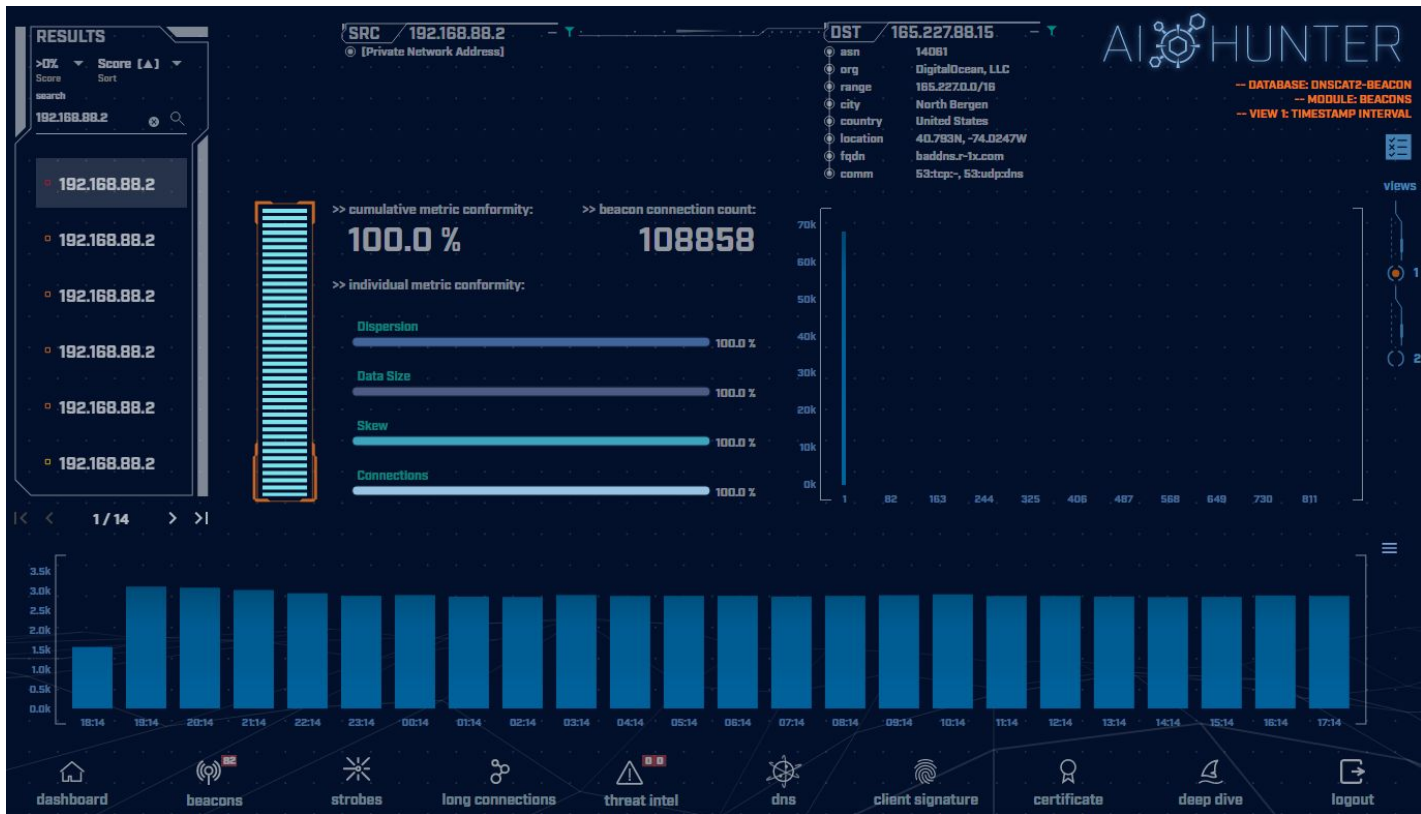 RESULTS
>0% Score [▲]
Score Sort
search
192.168.88.2
192.168.88.2
192.168.88.2
192.168.88.2
192.168.88.2
192.168.88.2
192.168.88.2
1 / 14
SRC 192.168.88.2
[Private Network Address]
DST 165.227.88.15
asn 14061
org DigitalOcean, LLC
range 165.227.0.0/16
city North Bergen
country United States
location 40.793N, -74.0247W
fqdn baddns.r-1x.com
comm 53:tcp:-, 53:udp:dns
AI HUNTER
-- DATABASE: DNSCAT2-BEACON
-- MODULE: BEACONS
-- VIEW 1: TIMESTAMP INTERVAL
views
1
2
>> cumulative metric conformity: >> beacon connection count:
100.0 % 108858
>> individual metric conformity:
Dispersion
100.0 %
Data Size
100.0 %
Skew
100.0 %
Connections
100.0 %
70k
60k
50k
40k
30k
20k
10k
0k
1 82 163 244 325 406 487 568 649 730 811
3.5k
3.0k
2.5k
2.0k
1.5k
1.0k
0.5k
0.0k
18:14 19:14 20:14 21:14 22:14 23:14 00:14 01:14 02:14 03:14 04:14 05:14 06:14 07:14 08:14 09:14 10:14 11:14 12:14 13:14 14:14 15:14 16:14 17:14
82 0 0
dashboard beacons strobes long connections threat intel dns client signature certificate deep dive logout